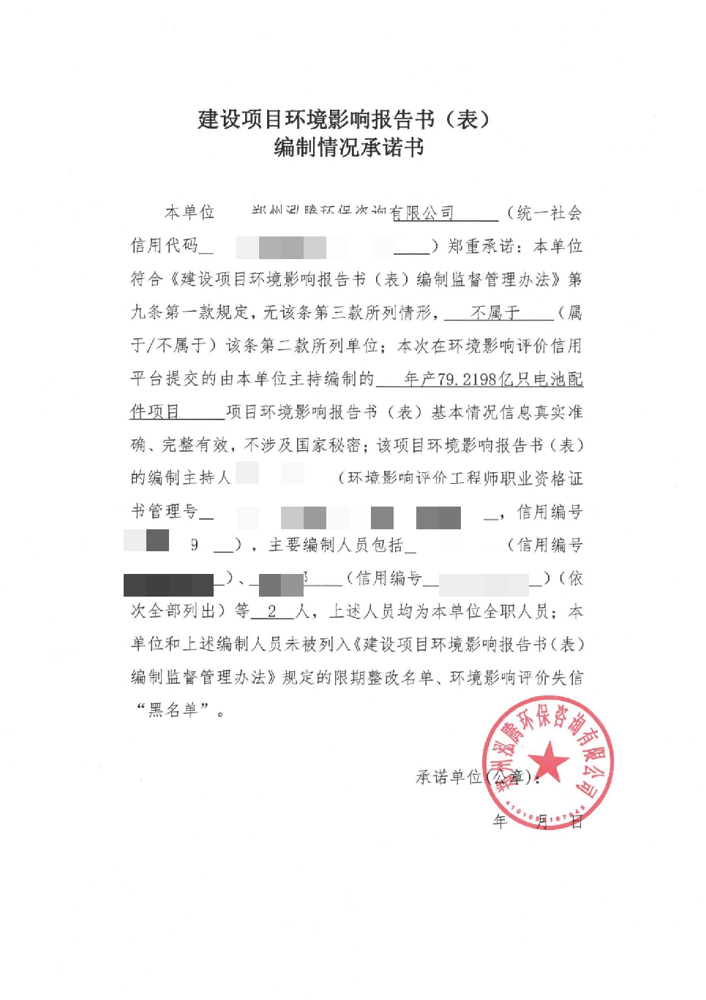 建设项目环境影响报告书（表）
编制情况承诺书
本单位 郑州泓腾环保咨询有限公司 （统一社会
信用代码 ）郑重承诺：本单位
符合《建设项目环境影响报告书（表）编制监督管理办法》第
九条第一款规定，无该条第三款所列情形， 不属于 （属
于/不属于）该条第二款所列单位；本次在环境影响评价信用
平台提交的由本单位主持编制的 年产79.2198亿只电池配
件项目 项目环境影响报告书（表）基本情况信息真实准
确、完整有效，不涉及国家秘密；该项目环境影响报告书（表）
的编制主持人 （环境影响评价工程师职业资格证
书管理号 ，信用编号
9 ），主要编制人员包括 （信用编号
）、 （信用编号 ）（依
次全部列出）等 2 人，上述人员均为本单位全职人员；本
单位和上述编制人员未被列入《建设项目环境影响报告书（表）
编制监督管理办法》规定的限期整改名单、环境影响评价失信
“黑名单”。
郑州泓腾环保咨询有限公司
承诺单位(公章)：
年 月 日